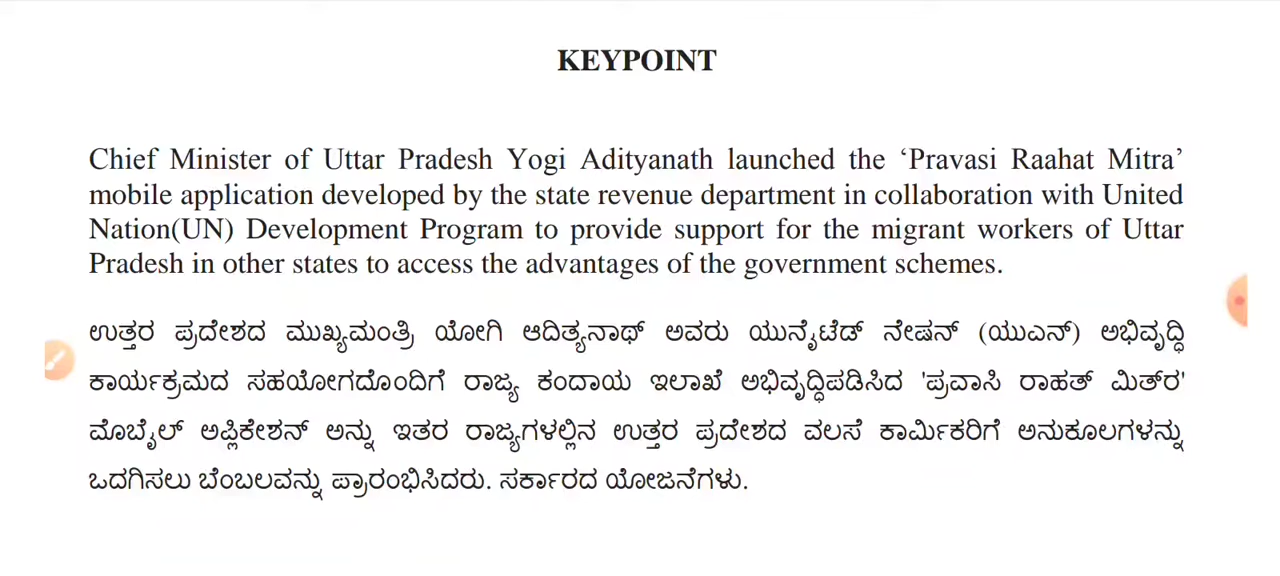 KEYPOINT
Chief Minister of Uttar Pradesh Yogi Adityanath launched the ‘Pravasi Raahat Mitra’
mobile application developed by the state revenue department in collaboration with United
Nation(UN) Development Program to provide support for the migrant workers of Uttar
Pradesh in other states to access the advantages of the government schemes.
ಉತ್ತರ ಪ್ರದೇಶದ ಮುಖ್ಯಮಂತ್ರಿ ಯೋಗಿ ಆದಿತ್ಯನಾಥ್ ಅವರು ಯುನೈಟೆಡ್ ನೇಷನ್ (ಯುಎನ್) ಅಭಿವೃದ್ಧಿ
ಕಾರ್ಯಕ್ರಮದ ಸಹಯೋಗದೊಂದಿಗೆ ರಾಜ್ಯ ಕಂದಾಯ ಇಲಾಖೆ ಅಭಿವೃದ್ಧಿಪಡಿಸಿದ 'ಪ್ರವಾಸಿ ರಾಹತ್ ಮಿತ್‌ರ'
ಮೊಬೈಲ್ ಅಪ್ಲಿಕೇಶನ್ ಅನ್ನು ಇತರ ರಾಜ್ಯಗಳಲ್ಲಿನ ಉತ್ತರ ಪ್ರದೇಶದ ವಲಸೆ ಕಾರ್ಮಿಕರಿಗೆ ಅನುಕೂಲಗಳನ್ನು
ಒದಗಿಸಲು ಬೆಂಬಲವನ್ನು ಪ್ರಾರಂಭಿಸಿದರು. ಸರ್ಕಾರದ ಯೋಜನೆಗಳು.